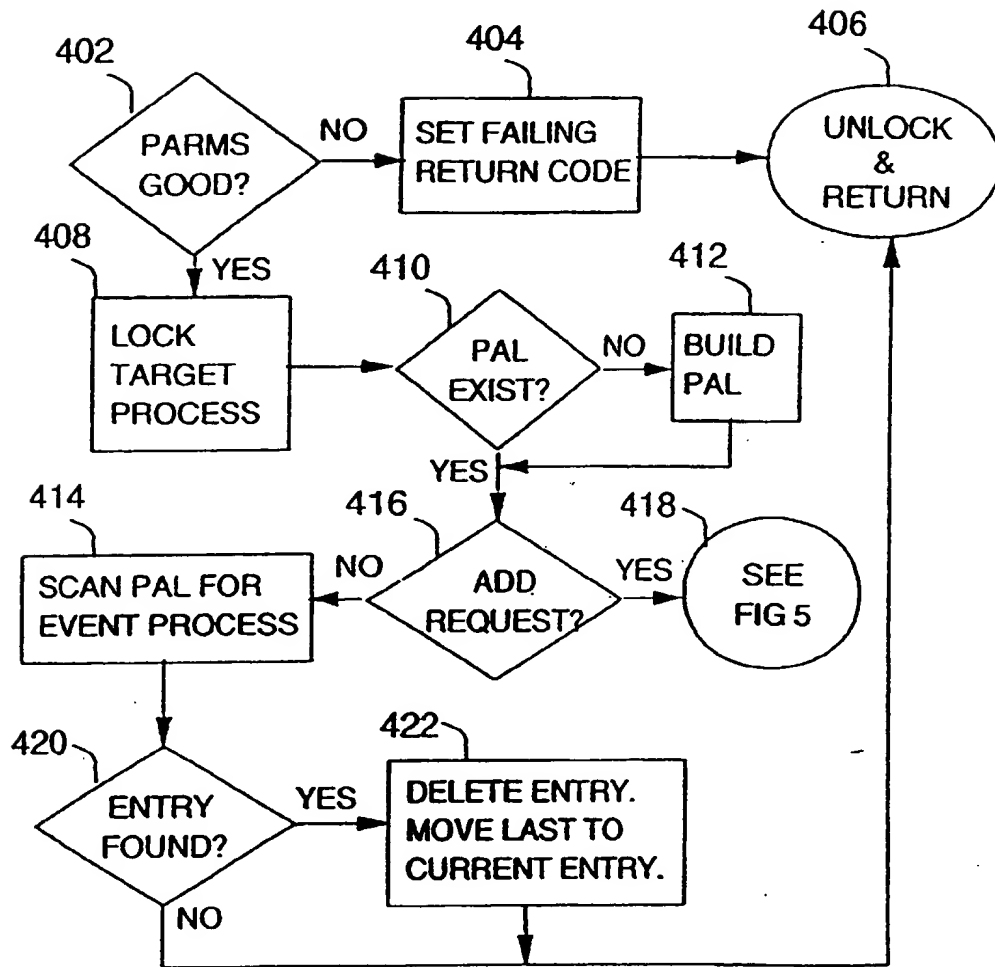 402
404
406
PARMS
GOOD?
NO
SET FAILING
RETURN CODE
UNLOCK
&
RETURN
408
YES
410
412
LOCK
TARGET
PROCESS
PAL
EXIST?
NO
BUILD
PAL
YES
414
416
418
SCAN PAL FOR
EVENT PROCESS
NO
ADD
REQUEST?
YES
SEE
FIG 5
420
422
ENTRY
FOUND?
YES
DELETE ENTRY.
MOVE LAST TO
CURRENT ENTRY.
NO